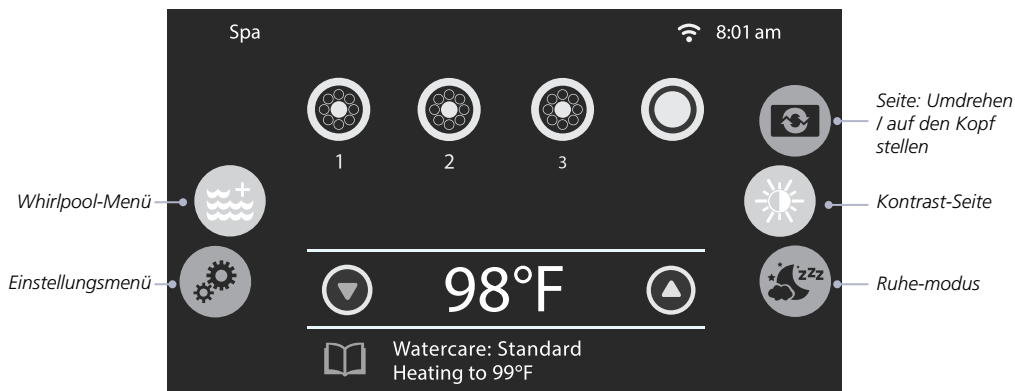 Spa
8:01 am
1 2 3
Seite: Umdrehen
/ auf den Kopf
stellen
Whirlpool-Menü
Kontrast-Seite
Einstellungsmenü
98°F
zzz
Ruhe-modus
Watercare: Standard
Heating to 99°F